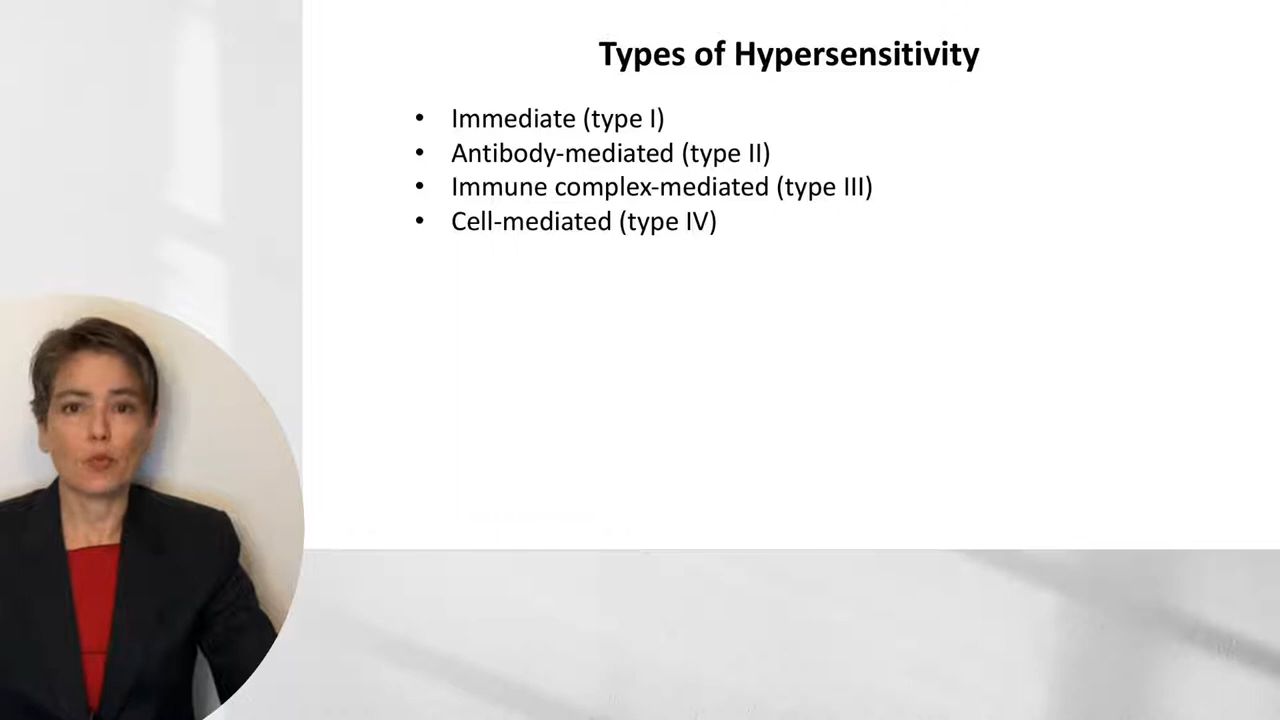 Types of Hypersensitivity
• Immediate (type I)
• Antibody-mediated (type II)
• Immune complex-mediated (type III)
• Cell-mediated (type IV)